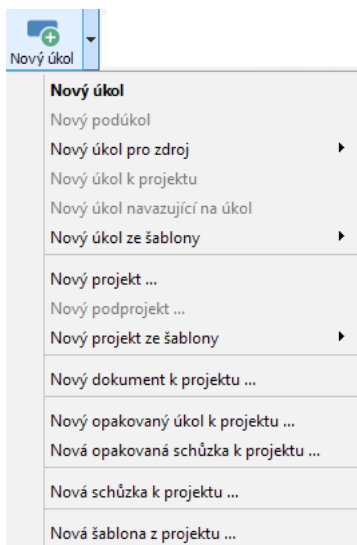 Nový úkol
Nový úkol
Nový podúkol
Nový úkol pro zdroj
Nový úkol k projektu
Nový úkol navazující na úkol
Nový úkol ze šablony
Nový projekt ...
Nový podprojekt ...
Nový projekt ze šablony
Nový dokument k projektu ...
Nový opakovaný úkol k projektu ...
Nová opakovaná schůzka k projektu ...
Nová schůzka k projektu ...
Nová šablona z projektu ...